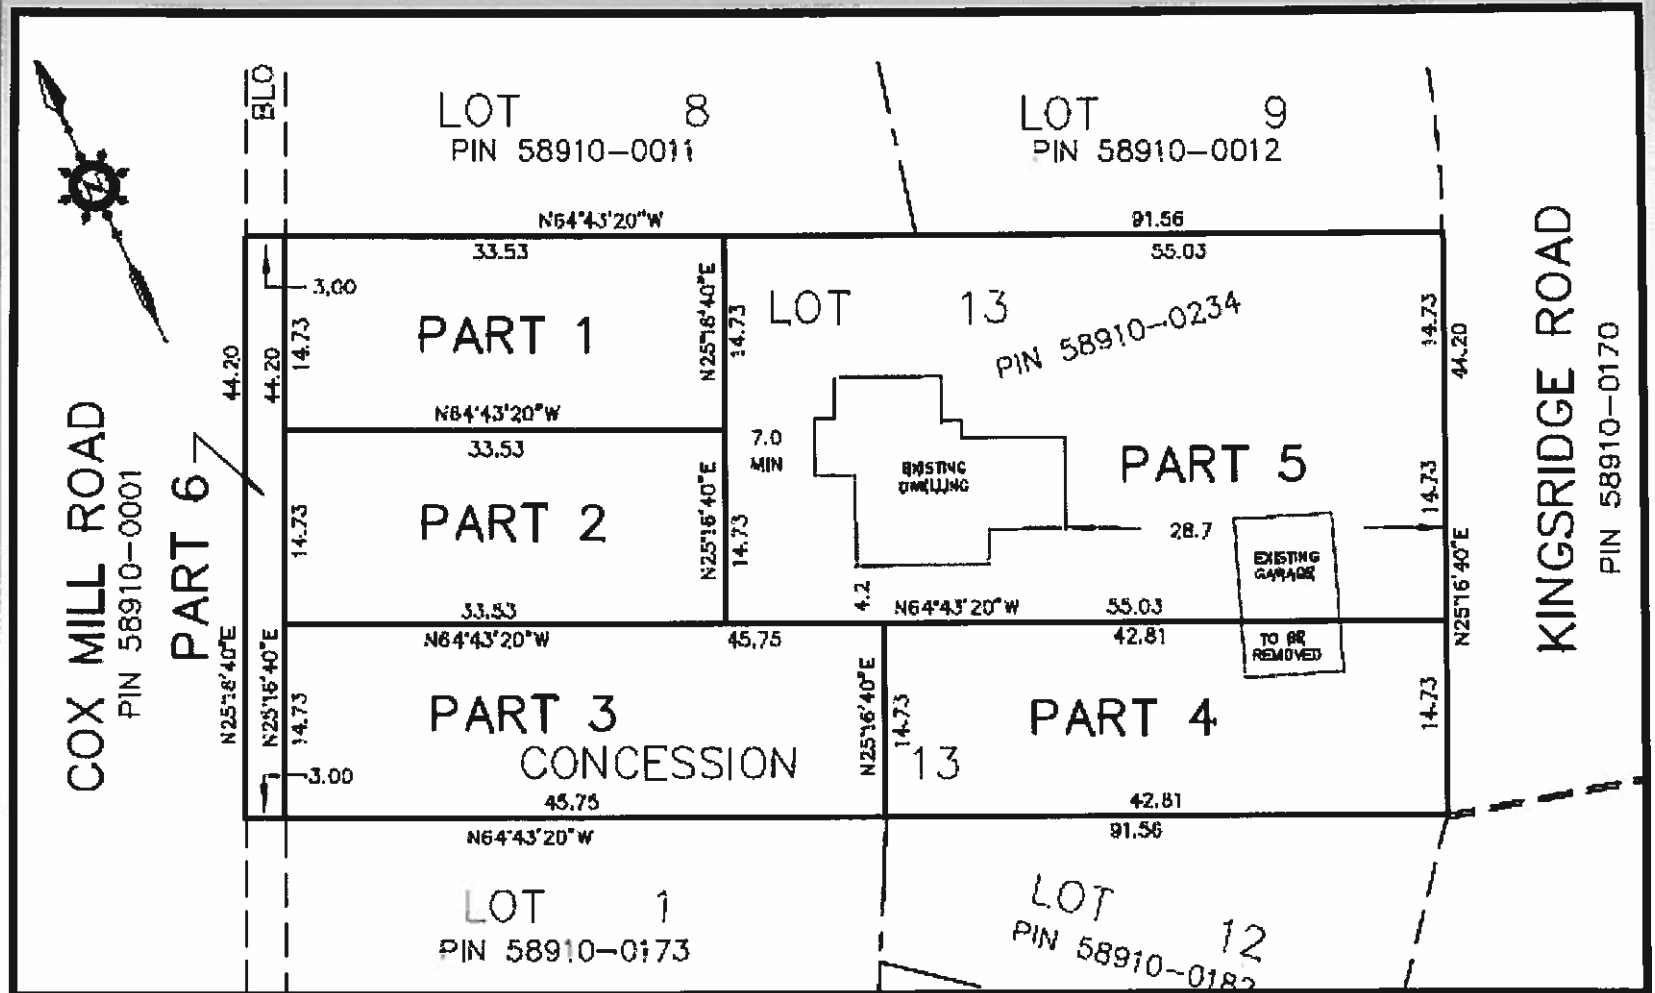 BLO
LOT 8
PIN 58910-0011
LOT 9
PIN 58910-0012
N64°43'20"W
91.56
33.53
55.03
3.00
44.20
44.20
14.73
PART 1
N25°16'40"E
14.73
LOT 13
PIN 58910-0234
14.73
44.20
KINGSRIDGE ROAD
PIN 58910-0170
N64°43'20"W
33.53
7.0
MIN
EXISTING
DWELLING
PART 5
14.73
COX MILL ROAD
PIN 58910-0001
PART 6
14.73
PART 2
N25°16'40"E
14.73
28.7
EXISTING
GARAGE
N25°16'40"E
4.2
33.53
N64°43'20"W
55.03
N64°43'20"W
45.75
42.81
TO BE
REMOVED
N25°16'40"E
N25°16'40"E
14.73
PART 3
N25°16'40"E
14.73
PART 4
14.73
CONCESSION 13
3.00
45.75
42.81
N64°43'20"W
91.56
LOT 1
PIN 58910-0173
LOT 12
PIN 58910-0182